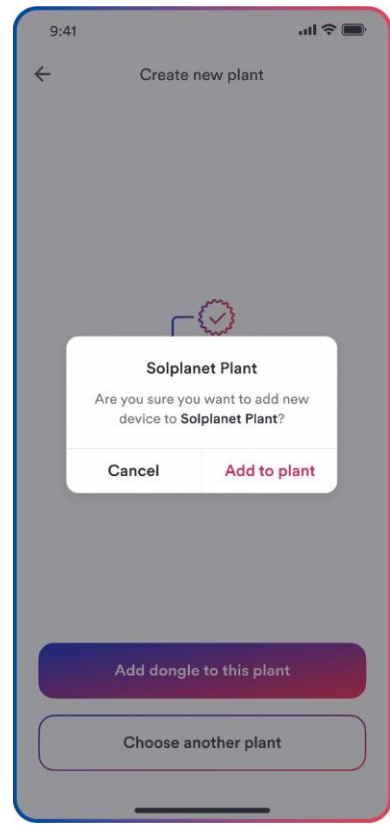 9:41
Create new plant
Solplanet Plant
Are you sure you want to add new
device to Solplanet Plant?
Cancel
Add to plant
Add dongle to this plant
Choose another plant